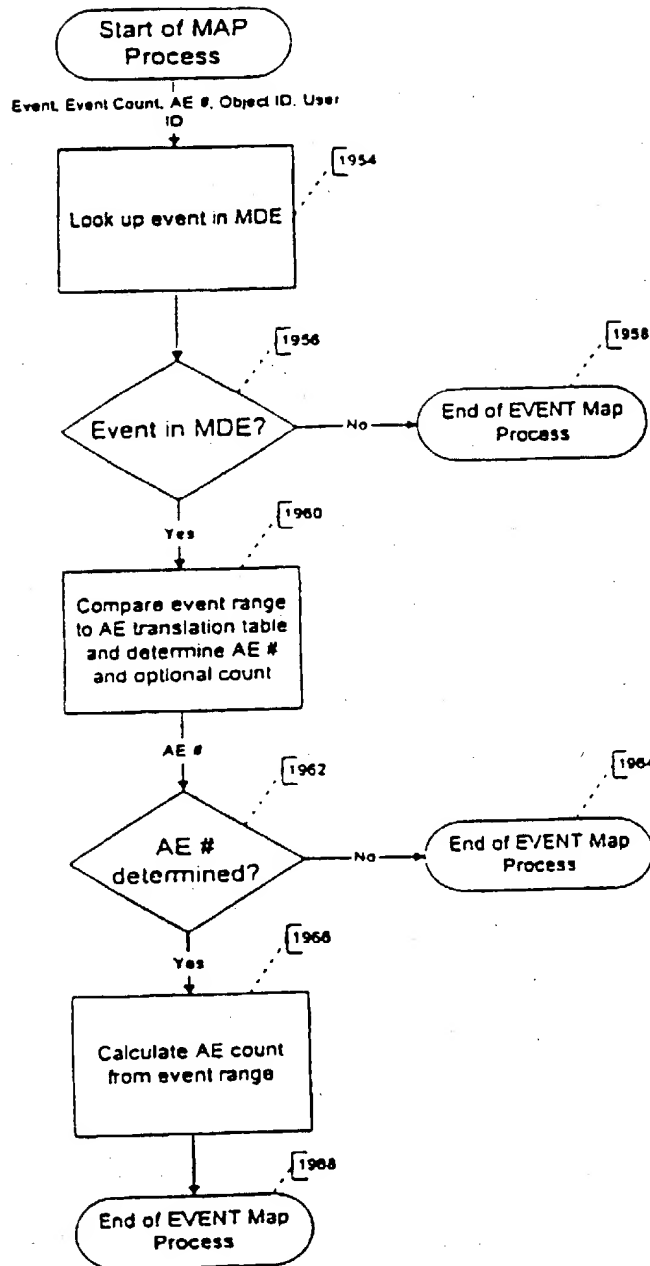 Start of MAP
Process
Event, Event Count, AE #, Object ID, User
ID
1954
Look up event in MDE
1956
1958
Event in MDE?
No
End of EVENT Map
Process
Yes
1960
Compare event range
to AE translation table
and determine AE #
and optional count
AE #
1962
1964
AE #
determined?
No
End of EVENT Map
Process
Yes
1966
Calculate AE count
from event range
1968
End of EVENT Map
Process